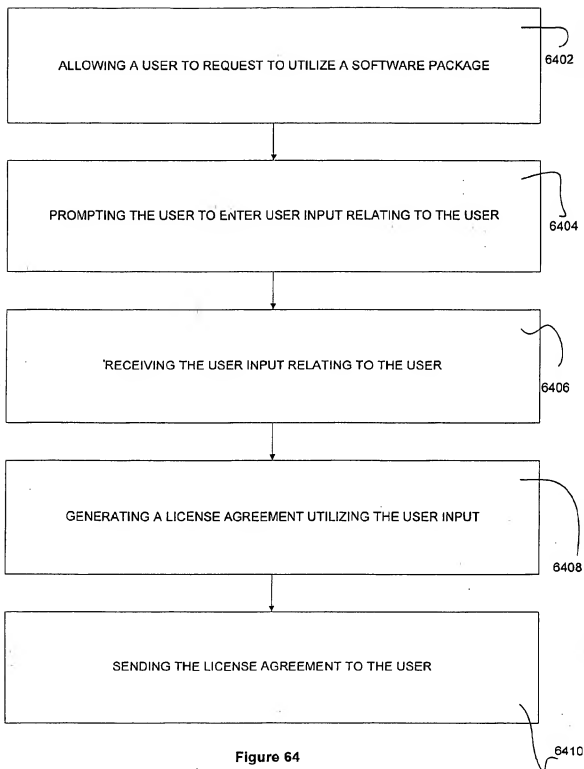 ALLOWING A USER TO REQUEST TO UTILIZE A SOFTWARE PACKAGE
6402
PROMPTING THE USER TO ENTER USER INPUT RELATING TO THE USER
6404
RECEIVING THE USER INPUT RELATING TO THE USER
6406
GENERATING A LICENSE AGREEMENT UTILIZING THE USER INPUT
6408
SENDING THE LICENSE AGREEMENT TO THE USER
6410
Figure 64